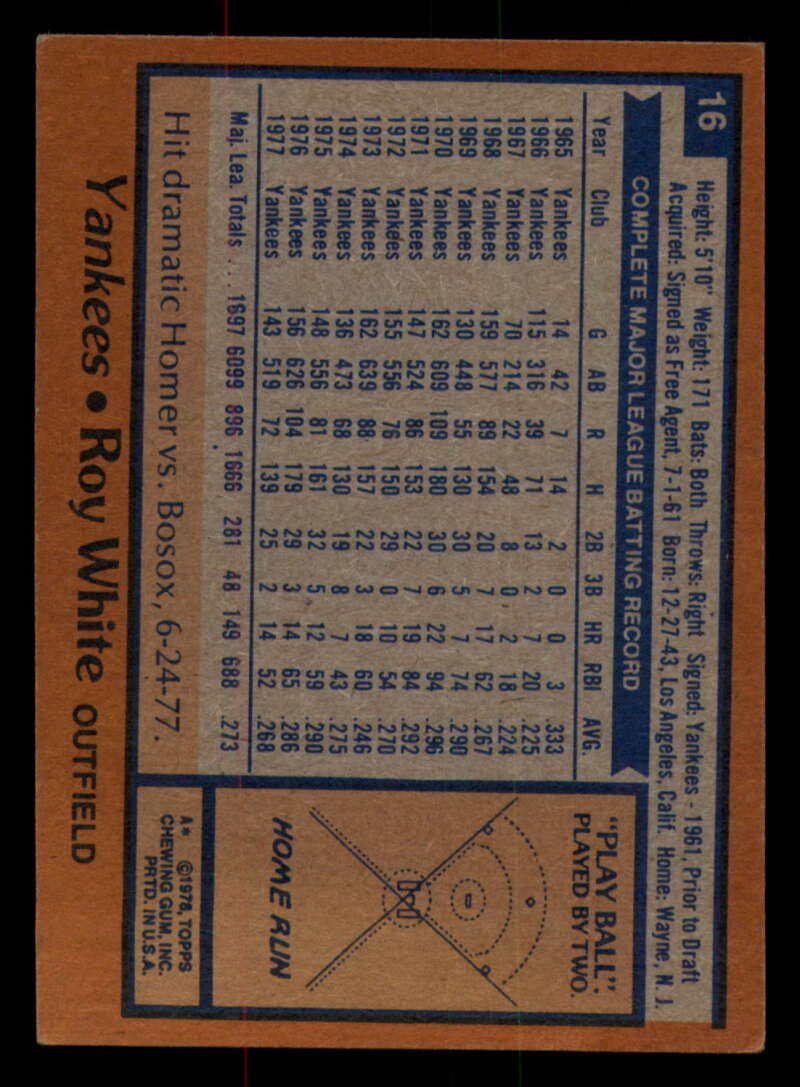 16
Height: 5'10" Weight: 171 Bats: Both Throws: Right Signed: Yankees - 1961, Prior to Draft
Acquired: Signed as Free Agent, 7-1-61 Born: 12-27-43, Los Angeles, Calif. Home: Wayne, N. J.
COMPLETE MAJOR LEAGUE BATTING RECORD
Year Club G AB R H 2B 3B HR RBI AVG.
1965 Yankees 14 42 7 14 2 0 0 3 .333
1966 Yankees 115 316 39 71 13 2 7 20 .225
1967 Yankees 70 214 22 48 8 0 2 18 .224
1968 Yankees 159 577 89 154 20 7 17 62 .267
1969 Yankees 130 448 55 130 30 5 7 74 .290
1970 Yankees 162 609 109 180 30 6 22 94 .296
1971 Yankees 147 524 86 153 22 7 19 84 .292
1972 Yankees 155 556 76 150 29 0 10 54 .270
1973 Yankees 162 639 88 157 22 3 18 60 .246
1974 Yankees 136 473 68 130 19 8 7 43 .275
1975 Yankees 148 556 81 161 32 5 12 59 .290
1976 Yankees 156 626 104 179 29 3 14 65 .286
1977 Yankees 143 519 72 139 25 2 14 52 .268
Maj. Lea. Totals ... 1697 6099 896 1666 281 48 149 688 .273
Hit dramatic Homer vs. Bosox, 6-24-77.
Yankees • Roy White OUTFIELD
"PLAY BALL":
PLAYED BY TWO.
HOME RUN
A* ©1978, TOPPS
CHEWING GUM, INC.
PRTD. IN U.S.A.